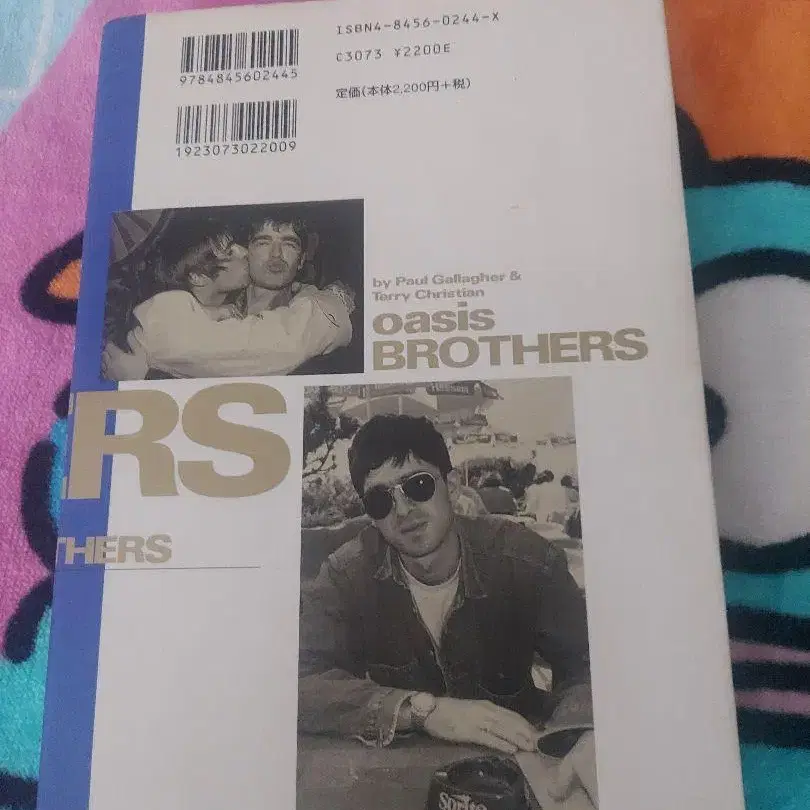 ISBN4-8456-0244-X
C3073 ¥2200E
定価(本体2,200円+税)
9784845602445
1923073022009
by Paul Gallagher &
Terry Christian
oasis
BROTHERS
RS
THERS